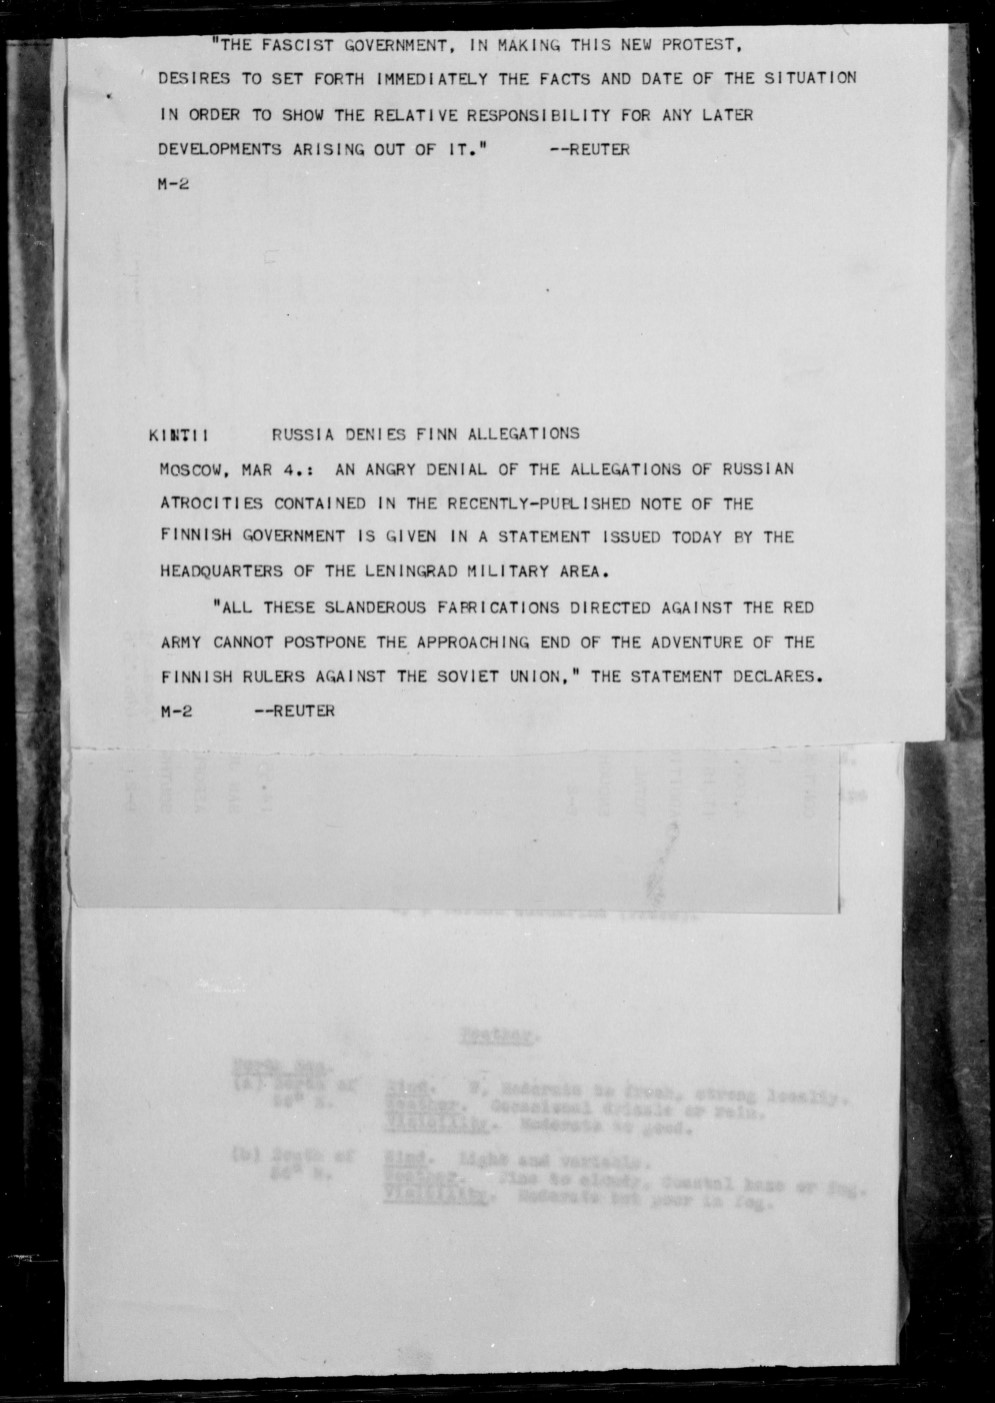 "THE FASCIST GOVERNMENT, IN MAKING THIS NEW PROTEST,
DESIRES TO SET FORTH IMMEDIATELY THE FACTS AND DATE OF THE SITUATION
IN ORDER TO SHOW THE RELATIVE RESPONSIBILITY FOR ANY LATER
DEVELOPMENTS ARISING OUT OF IT." --REUTER
M-2
RUSSIA DENIES FINN ALLEGATIONS
MOSCOW, MAR 4.: AN ANGRY DENIAL OF THE ALLEGATIONS OF RUSSIAN
ATROCITIES CONTAINED IN THE RECENTLY-PUBLISHED NOTE OF THE
FINNISH GOVERNMENT IS GIVEN IN A STATEMENT ISSUED TODAY BY THE
HEADQUARTERS OF THE LENINGRAD MILITARY AREA.
"ALL THESE SLANDEROUS FABRICATIONS DIRECTED AGAINST THE RED
ARMY CANNOT POSTPONE THE APPROACHING END OF THE ADVENTURE OF THE
FINNISH RULERS AGAINST THE SOVIET UNION," THE STATEMENT DECLARES.
M-2 --REUTER
Weather.
North Sea.
(a) North of Wind. W, Moderate to fresh, strong locally.
N. Weather. Occasional drizzle or rain.
Visibility. Moderate to good.
(b) South of Wind. Light and variable.
N. Weather. Fine to cloudy, Coastal haze or fog.
Visibility. Moderate but poor in fog.